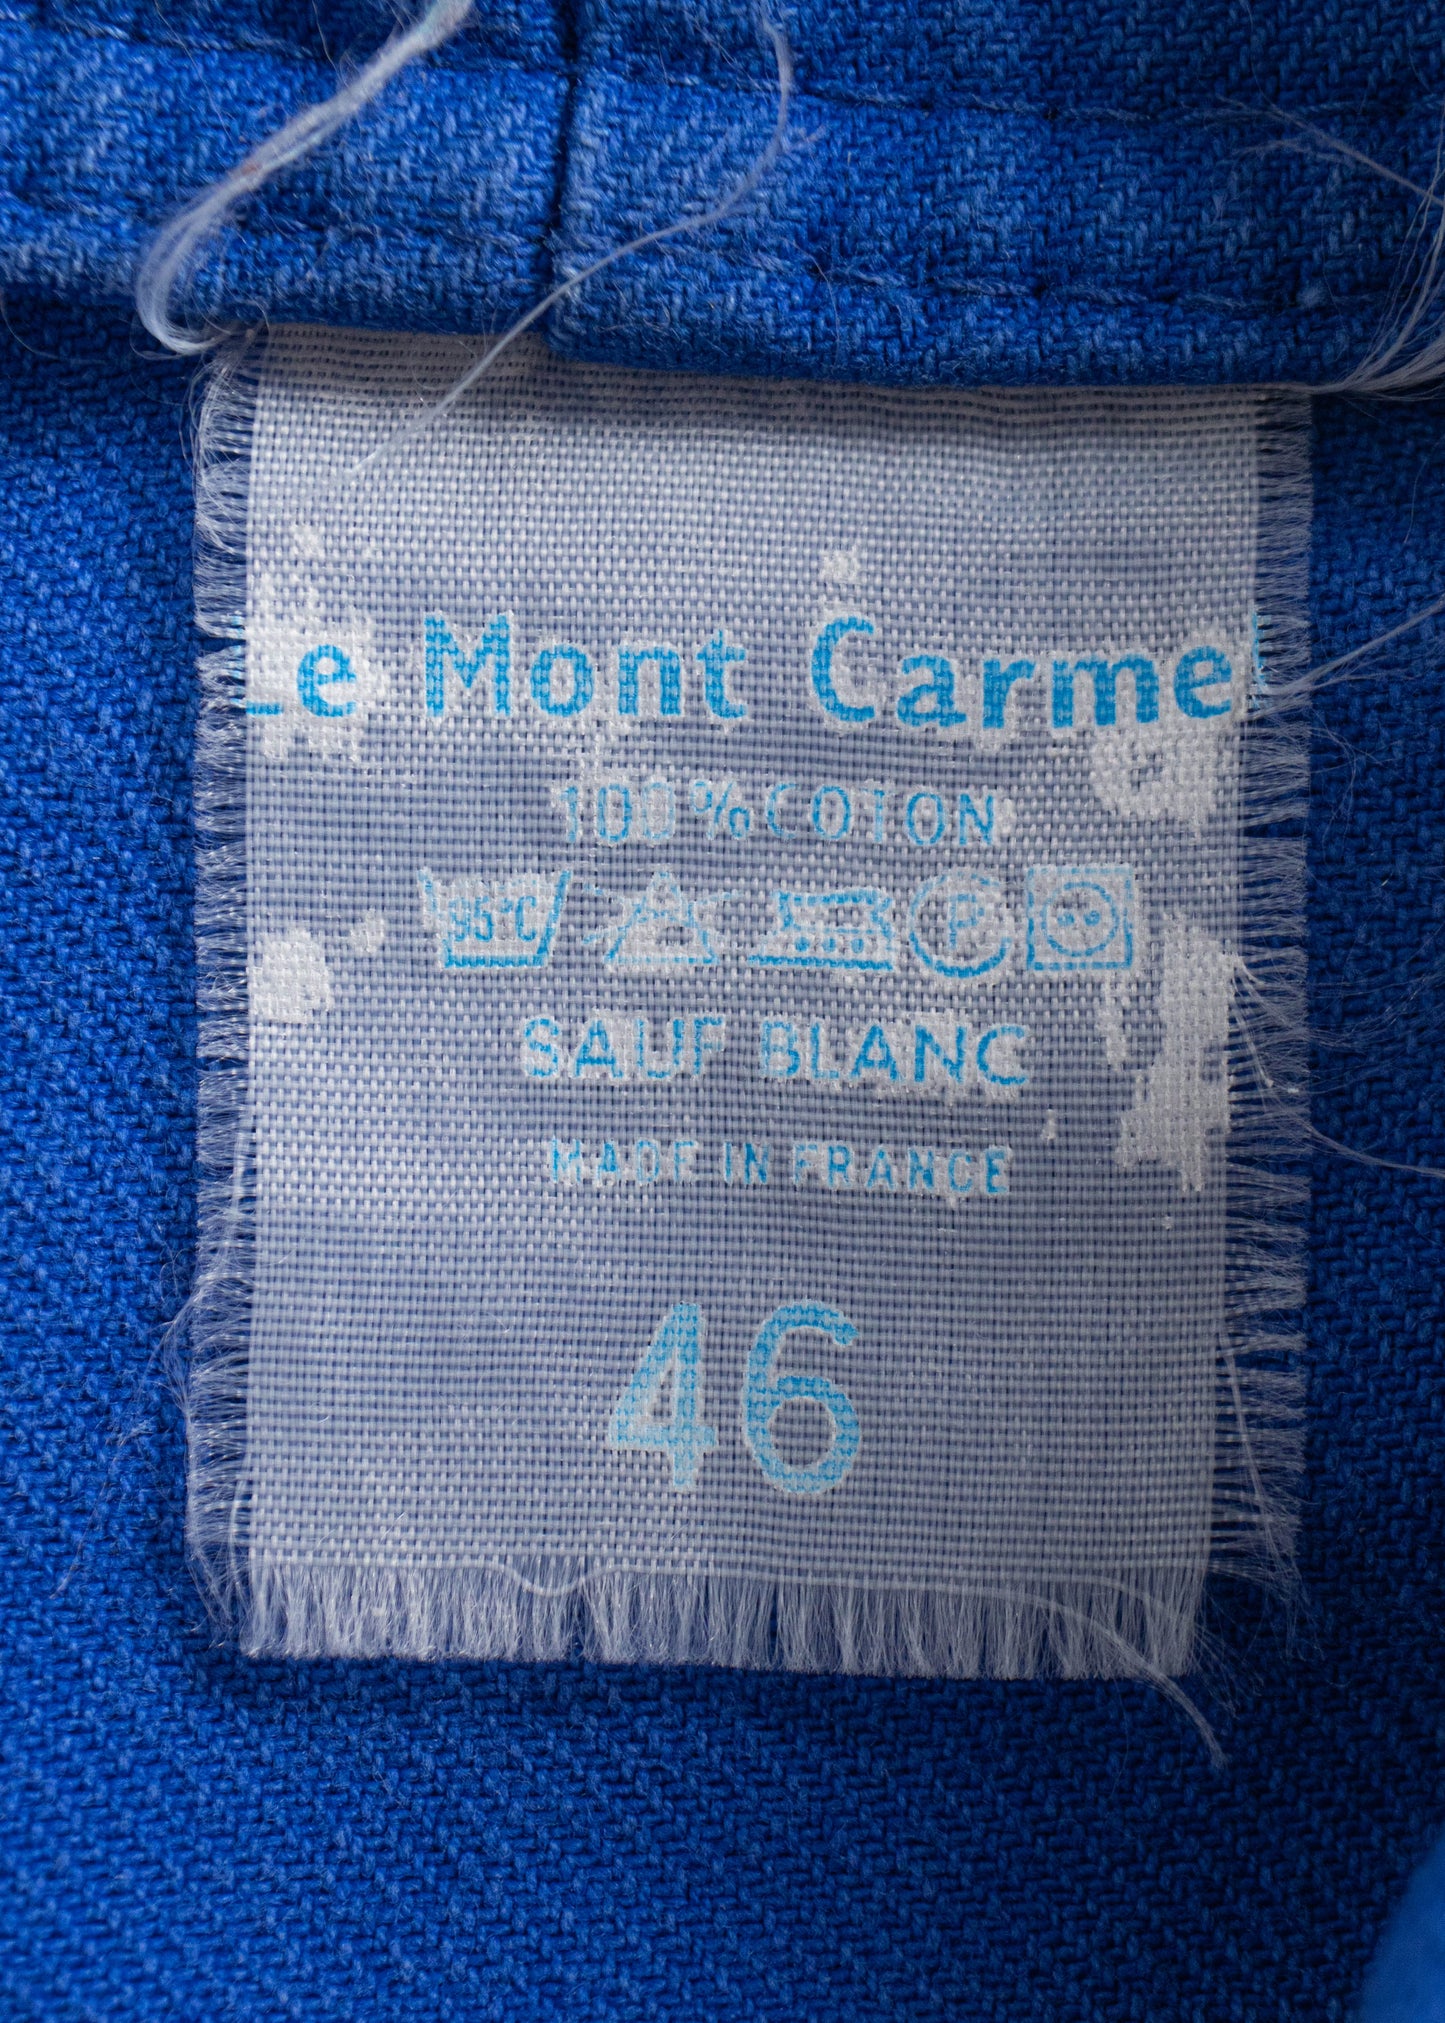 Le Mont Carmel
100% COTON
95°C A P
SAUF BLANC
MADE IN FRANCE
46